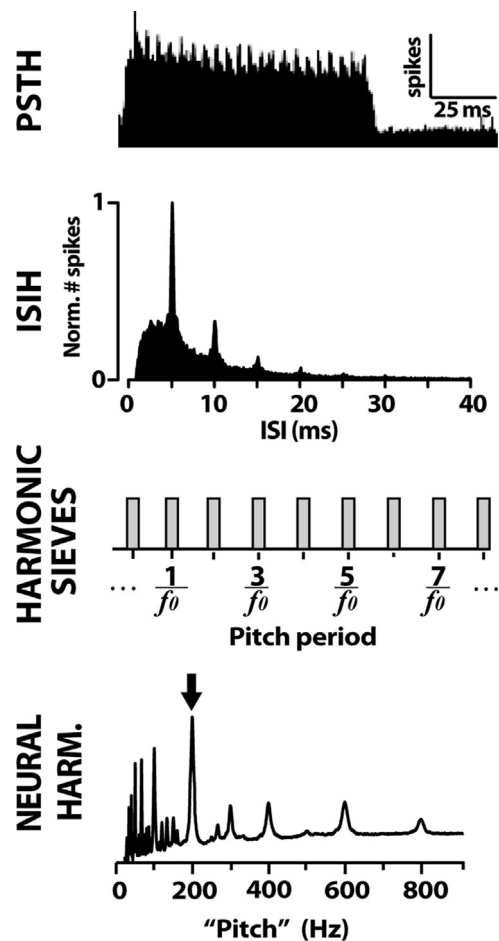 PSTH
spikes
25 ms
ISIH
Norm. # spikes
1
0
0 10 20 30 40
ISI (ms)
HARMONIC
SIEVES
... 1/f0 3/f0 5/f0 7/f0 ...
Pitch period
NEURAL
HARM.
0 200 400 600 800
“Pitch” (Hz)